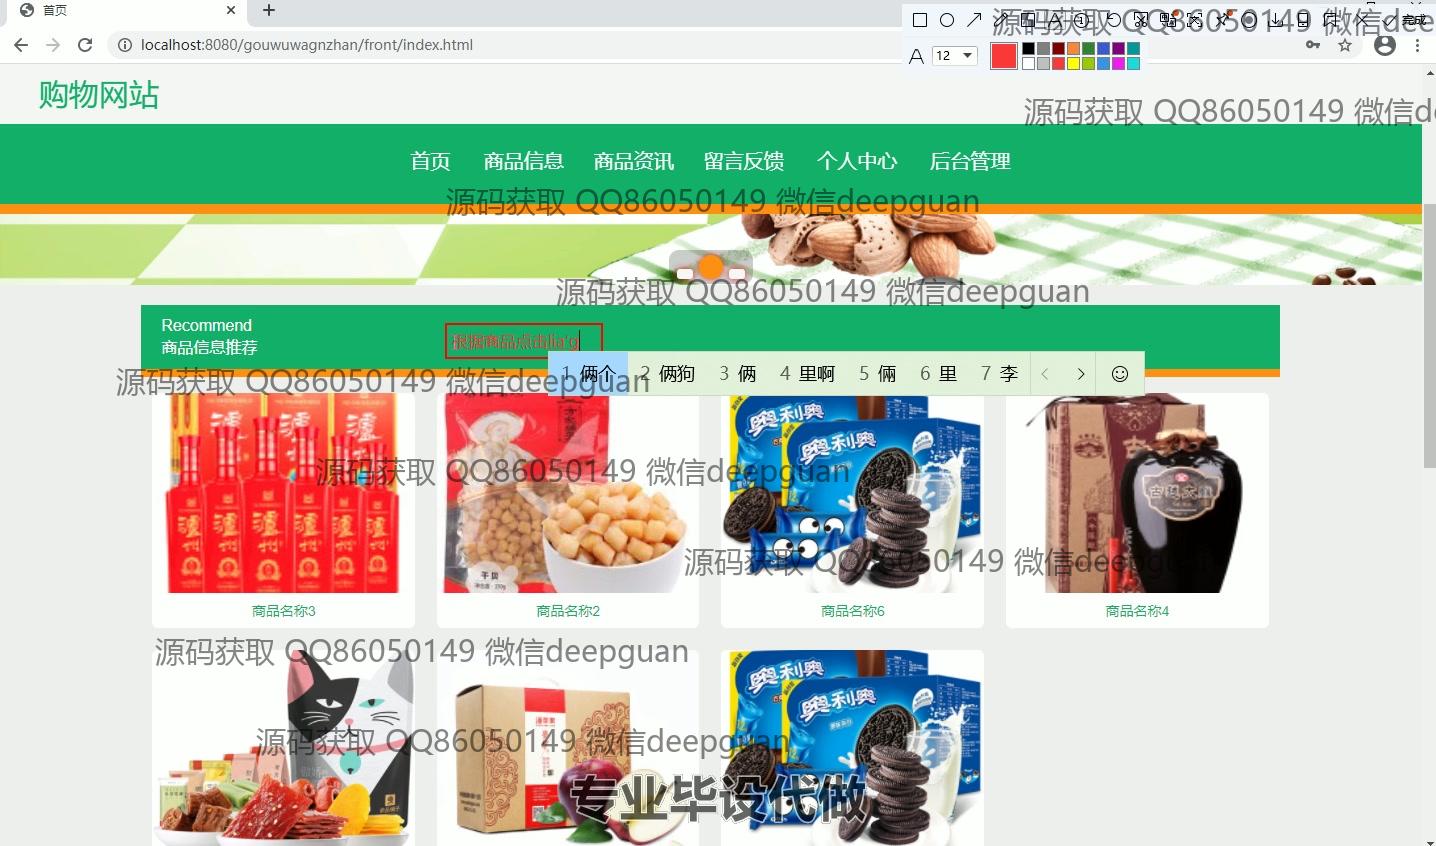 首页
localhost:8080/gouwuwagnzhan/front/index.html
完成
12
源码获取 QQ86050149 微信dee
购物网站
源码获取 QQ86050149 微信de
首页 商品信息 商品资讯 留言反馈 个人中心 后台管理
源码获取 QQ86050149 微信deepguan
源码获取 QQ86050149 微信deepguan
Recommend
商品信息推荐
根据商品点击lia'g
1 俩个 2 俩狗 3 俩 4 里啊 5 俩 6 里 7 李
源码获取 QQ86050149 微信deepguan
泸州
奥利奥
源码获取 QQ86050149 微信deepguan
干贝
源码获取 QQ86050149 微信deepguan
商品名称3 商品名称2 商品名称6 商品名称4
源码获取 QQ86050149 微信deepguan
奥利奥
源码获取 QQ86050149 微信deepguan
专业毕设代做